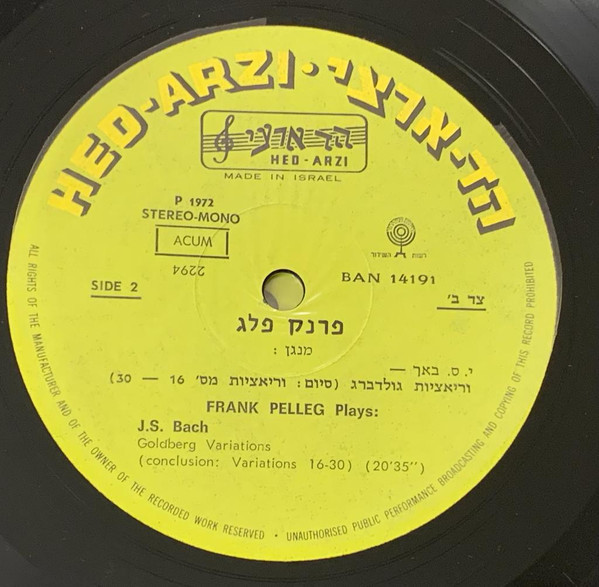 HED-ARZI · הד-ארצי
הד ארצי
HED-ARZI
MADE IN ISRAEL
P 1972
STEREO-MONO
ACUM
2294
רשות השידור
BAN 14191
SIDE 2
צד ב׳
פרנק פלג
מנגן :
י. ס. באך —
וריאציות גולדברג (סיום: וריאציות מס׳ 16 — 30)
FRANK PELLEG Plays:
J.S. Bach
Goldberg Variations
(conclusion: Variations 16-30) (20'35")
ALL RIGHTS OF THE MANUFACTURER AND OF THE OWNER OF THE RECORDED WORK RESERVED · UNAUTHORISED PUBLIC PERFORMANCE BROADCASTING AND COPYING OF THIS RECORD PROHIBITED